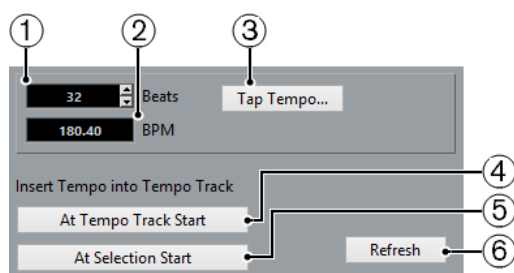 1 2 3
32 Beats Tap Tempo...
180.40 BPM
Insert Tempo into Tempo Track
4
At Tempo Track Start
5
At Selection Start
Refresh 6